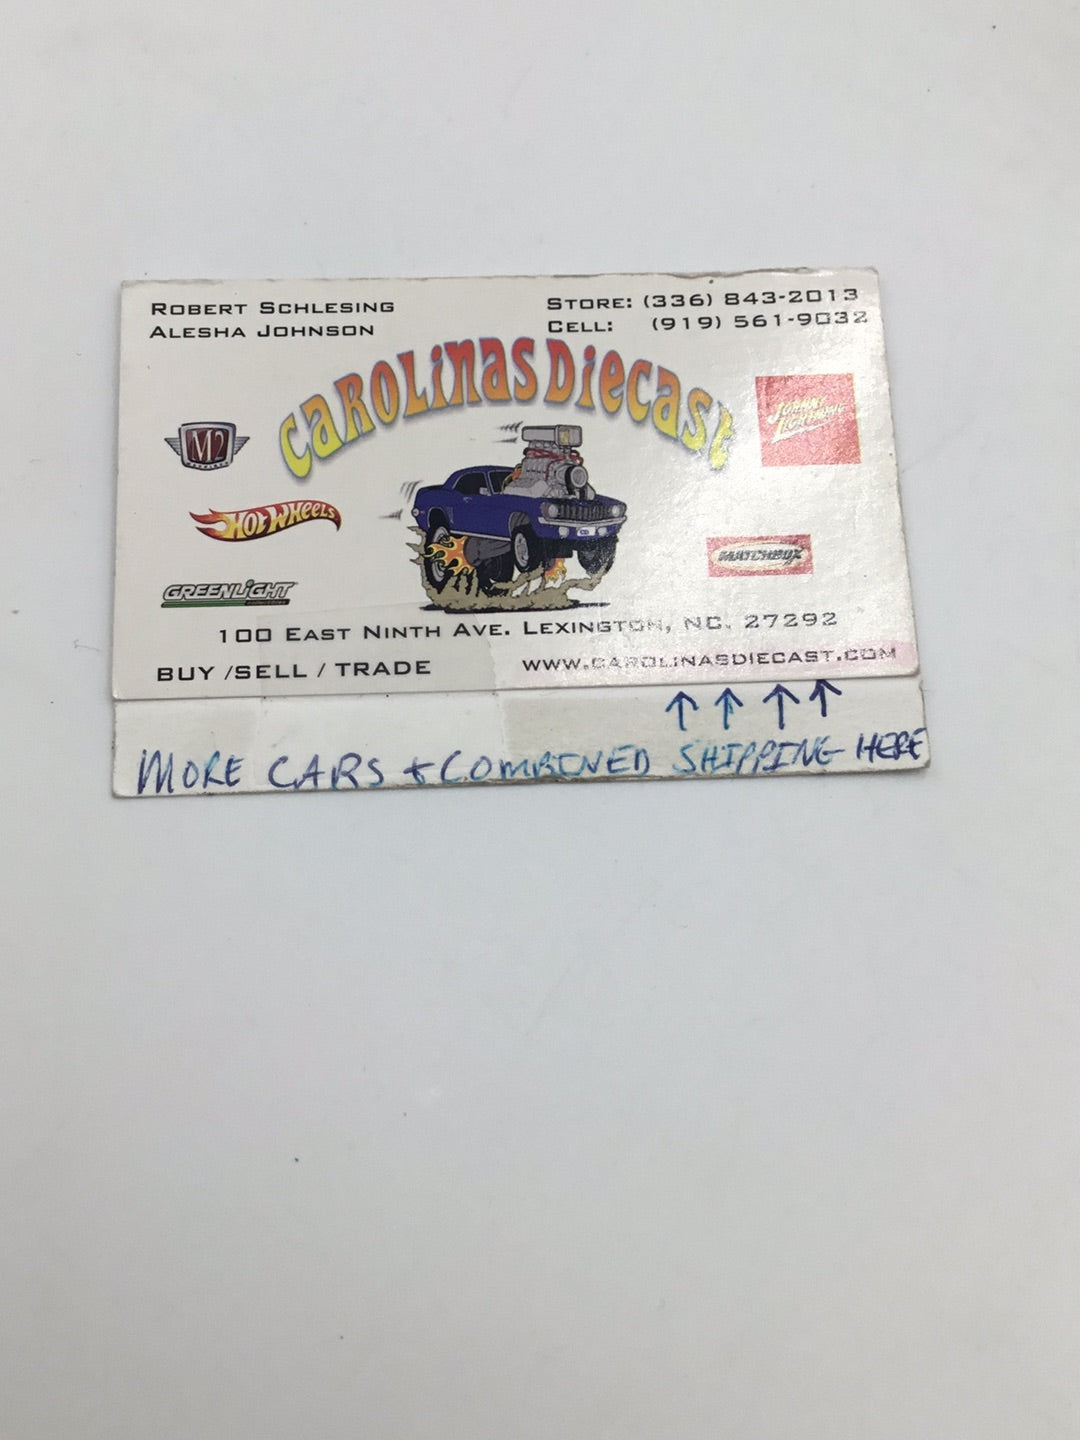 ROBERT SCHLESING
ALESHA JOHNSON
STORE: (336) 843-2013
CELL: (919) 561-9032
CAROLINAS DIECAST
M2
JOHNNY LIGHTNING
HOT WHEELS
MATCHBOX
GREENLIGHT
100 EAST NINTH AVE. LEXINGTON, NC. 27292
BUY /SELL / TRADE
WWW.CAROLINASDIECAST.COM
MORE CARS + COMBINED SHIPPING HERE